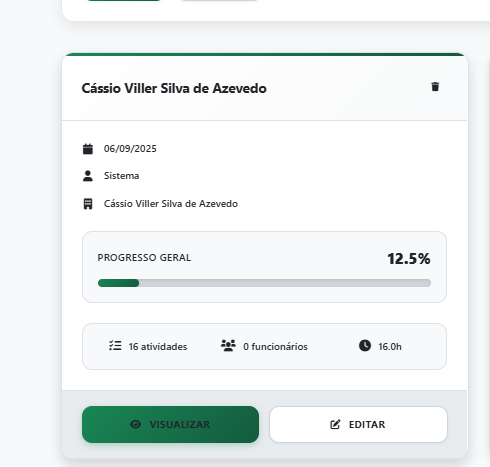 Cássio Viller Silva de Azevedo
06/09/2025
Sistema
Cássio Viller Silva de Azevedo
PROGRESSO GERAL 12.5%
16 atividades 0 funcionários 16.0h
VISUALIZAR EDITAR